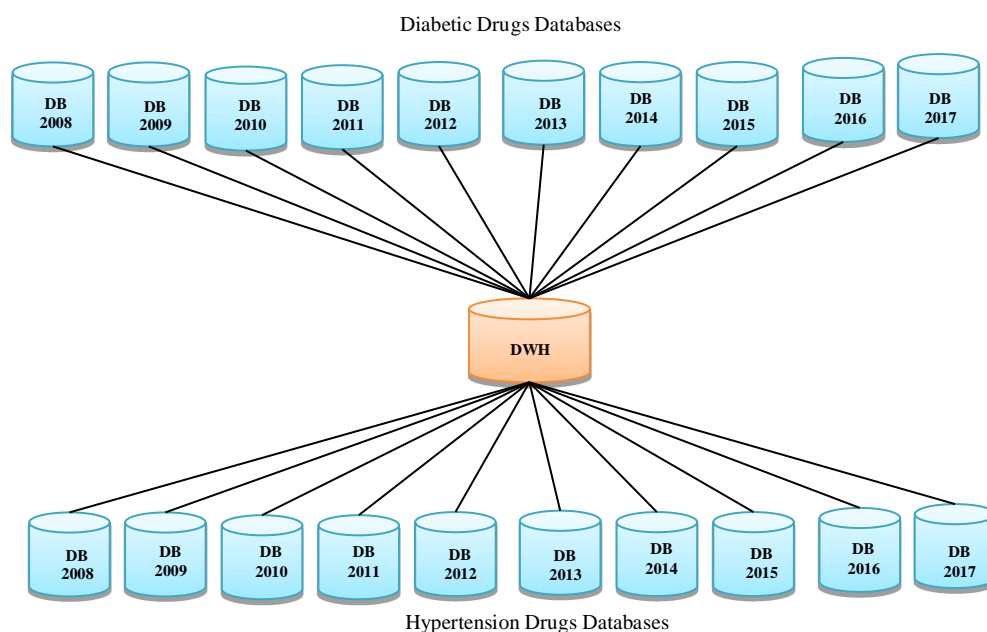 Diabetic Drugs Databases
DB
2008
DB
2009
DB
2010
DB
2011
DB
2012
DB
2013
DB
2014
DB
2015
DB
2016
DB
2017
DWH
DB
2008
DB
2009
DB
2010
DB
2011
DB
2012
DB
2013
DB
2014
DB
2015
DB
2016
DB
2017
Hypertension Drugs Databases